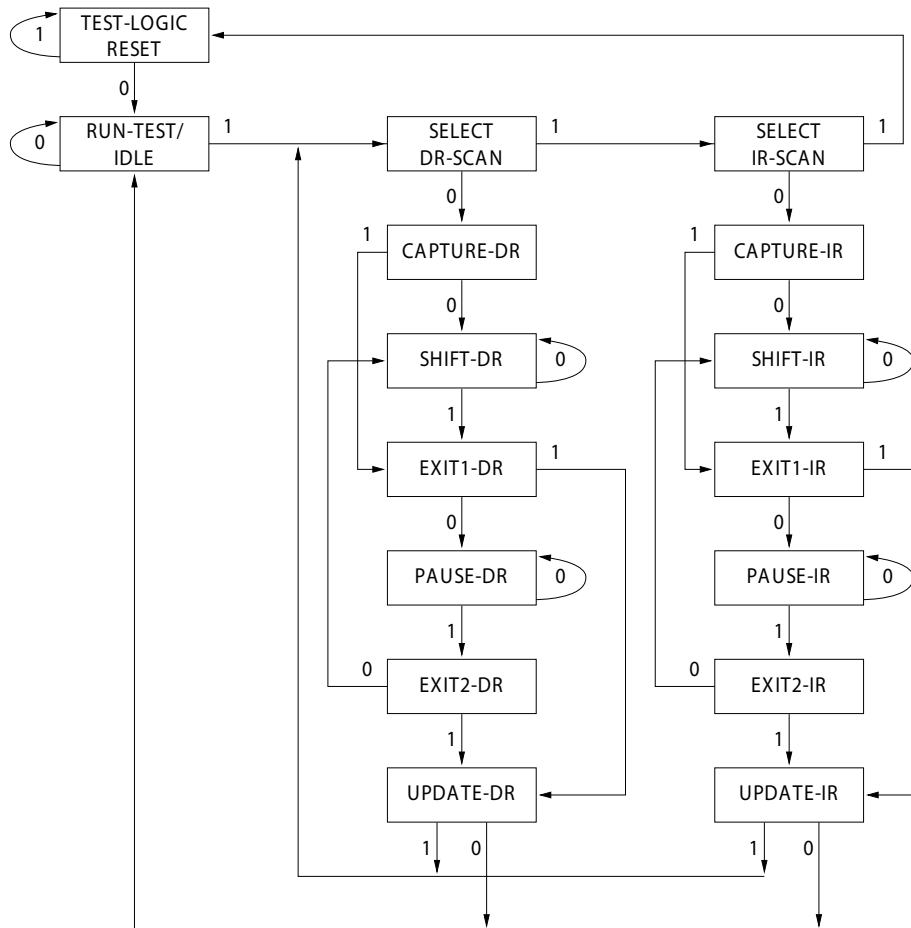 TEST-LOGIC
RESET
1
0
RUN-TEST/
IDLE
0
1
SELECT
DR-SCAN
1
SELECT
IR-SCAN
1
0
0
1
CAPTURE-DR
1
CAPTURE-IR
0
0
SHIFT-DR
0
SHIFT-IR
0
1
1
EXIT1-DR
1
EXIT1-IR
1
0
0
PAUSE-DR
0
PAUSE-IR
0
1
1
0
EXIT2-DR
0
EXIT2-IR
1
1
UPDATE-DR
UPDATE-IR
1
0
1
0